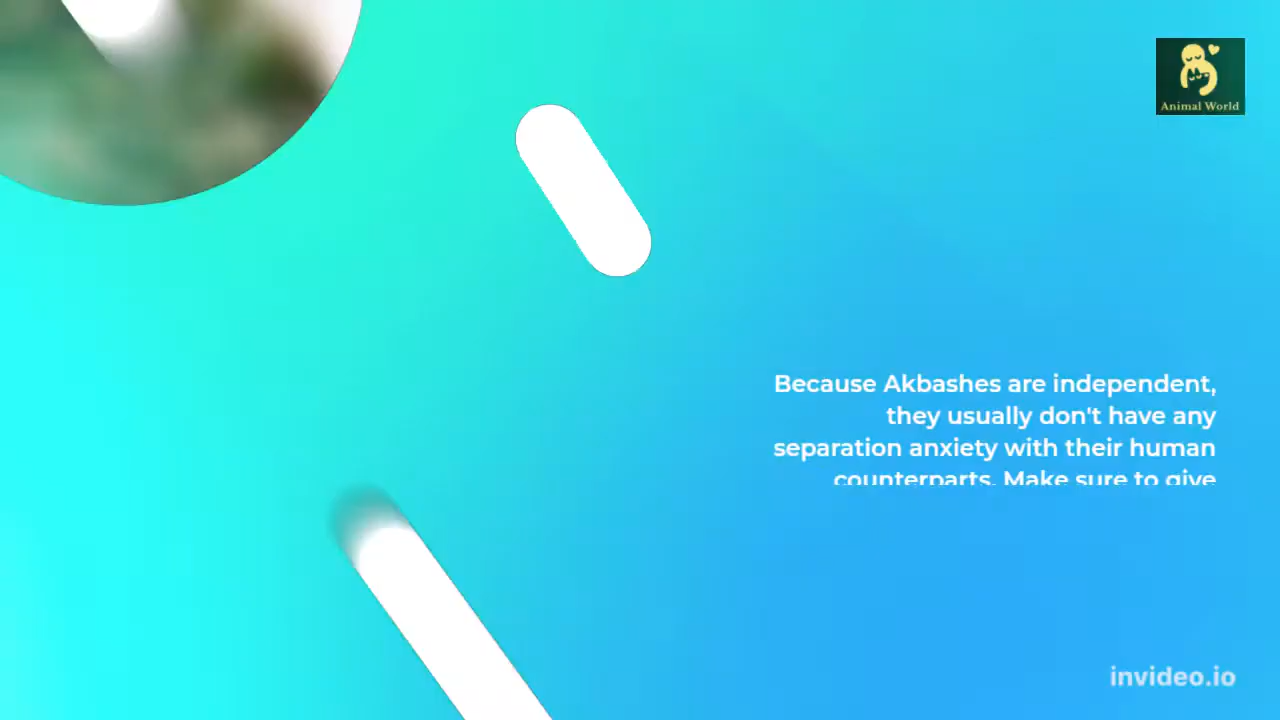 Animal World
Because Akbashes are independent,
they usually don't have any
separation anxiety with their human
counterparts. Make sure to give
invideo.io